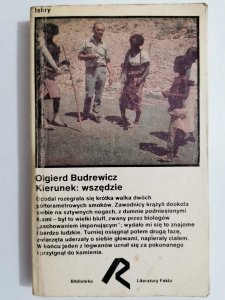 Iskry
Olgierd Budrewicz
Kierunek: wszędzie
Opodal rozegrała się krótka walka dwóch
półtorametrowych smoków. Zawodnicy krążyli dookoła
siebie na sztywnych nogach, z dumnie podniesionymi
łbami – był to wielki bluff, zwany przez biologów
„zachowaniem imponującym"; wydało mi się to znajome
i bardzo ludzkie. Turniej osiągnął potem drugą fazę,
zwierzęta uderzały o siebie głowami, napierały ciałem.
W końcu jeden z legwanów uznał się za pokonanego
i przylgnął do kamienia.
Biblioteka
Literatury Faktu